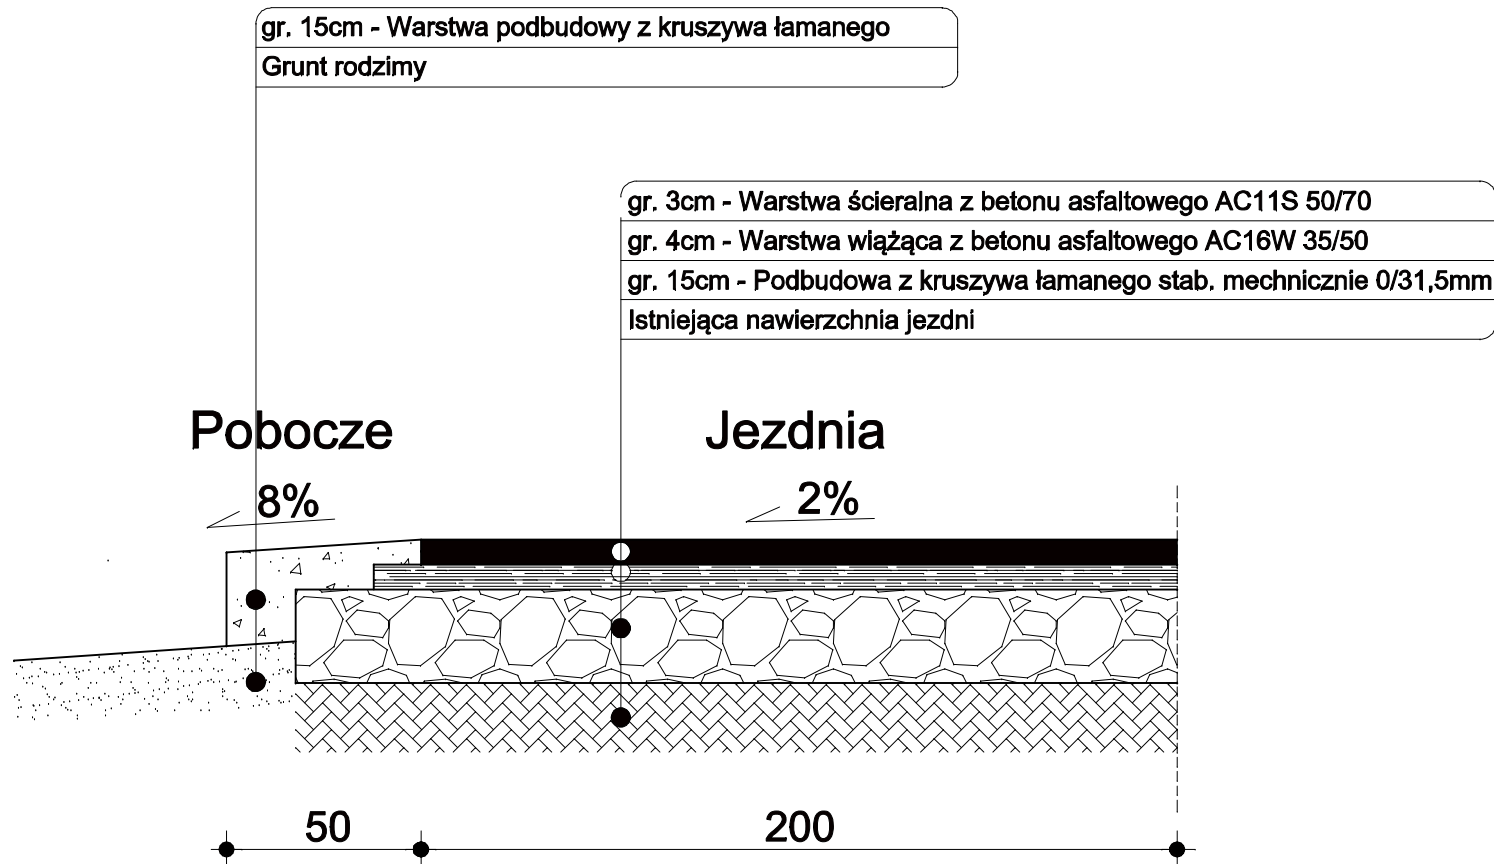 gr. 15cm - Warstwa podbudowy z kruszywa łamanego
Grunt rodzimy
gr. 3cm - Warstwa ścieralna z betonu asfaltowego AC11S 50/70
gr. 4cm - Warstwa wiążąca z betonu asfaltowego AC16W 35/50
gr. 15cm - Podbudowa z kruszywa łamanego stab. mechnicznie 0/31,5mm
Istniejąca nawierzchnia jezdni
Pobocze
Jezdnia
8%
2%
50
200